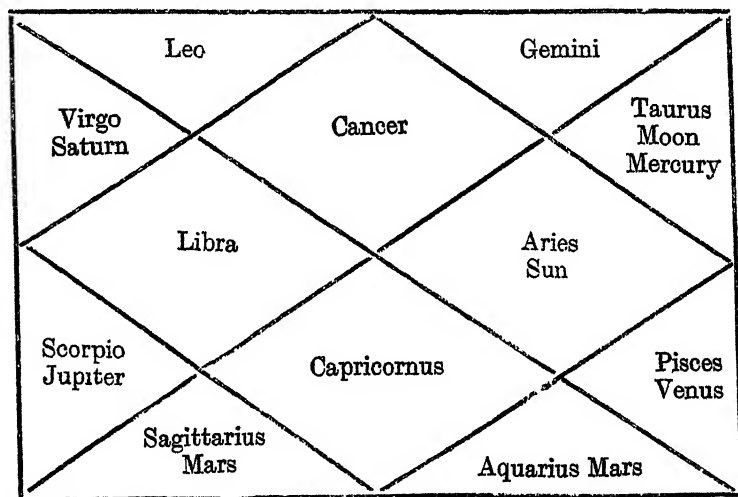 Leo
Gemini
Virgo
Saturn
Cancer
Taurus
Moon
Mercury
Libra
Aries
Sun
Scorpio
Jupiter
Capricornus
Pisces
Venus
Sagittarius
Mars
Aquarius Mars